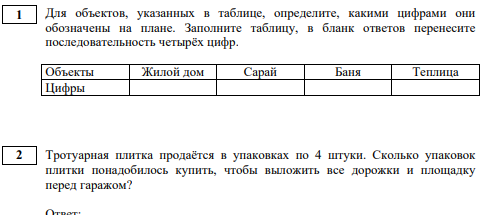 1 Для объектов, указанных в таблице, определите, какими цифрами они
обозначены на плане. Заполните таблицу, в бланк ответов перенесите
последовательность четырёх цифр.
Объекты Жилой дом Сарай Баня Теплица
Цифры
2 Тротуарная плитка продаётся в упаковках по 4 штуки. Сколько упаковок
плитки понадобилось купить, чтобы выложить все дорожки и площадку
перед гаражом?
Ответ: